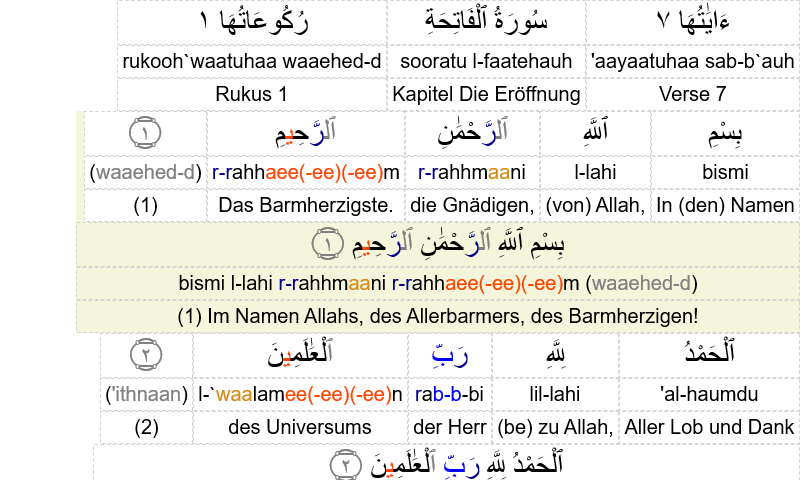 ءَايَٰتُهَا ٧ سُورَةُ ٱلْفَاتِحَةِ رُكُوعَاتُهَا ١
rukooh`waatuhaa waaehed-d sooratu l-faatehauh 'aayaatuhaa sab-b`auh
Rukus 1 Kapitel Die Eröffnung Verse 7
بِسْمِ ٱللَّهِ ٱلرَّحْمَٰنِ ٱلرَّحِيمِ ١
(waaehed-d) r-rahhaee(-ee)(-ee)m r-rahhmaani l-lahi bismi
(1) Das Barmherzigste. die Gnädigen, (von) Allah, In (den) Namen
بِسْمِ ٱللَّهِ ٱلرَّحْمَٰنِ ٱلرَّحِيمِ ١
bismi l-lahi r-rahhmaani r-rahhaee(-ee)(-ee)m (waaehed-d)
(1) Im Namen Allahs, des Allerbarmers, des Barmherzigen!
ٱلْحَمْدُ لِلَّهِ رَبِّ ٱلْعَٰلَمِينَ ٢
('ithnaan) l-`waalamee(-ee)(-ee)n rab-b-bi lil-lahi 'al-haumdu
(2) des Universums der Herr (be) zu Allah, Aller Lob und Dank
ٱلْحَمْدُ لِلَّهِ رَبِّ ٱلْعَٰلَمِينَ ٢